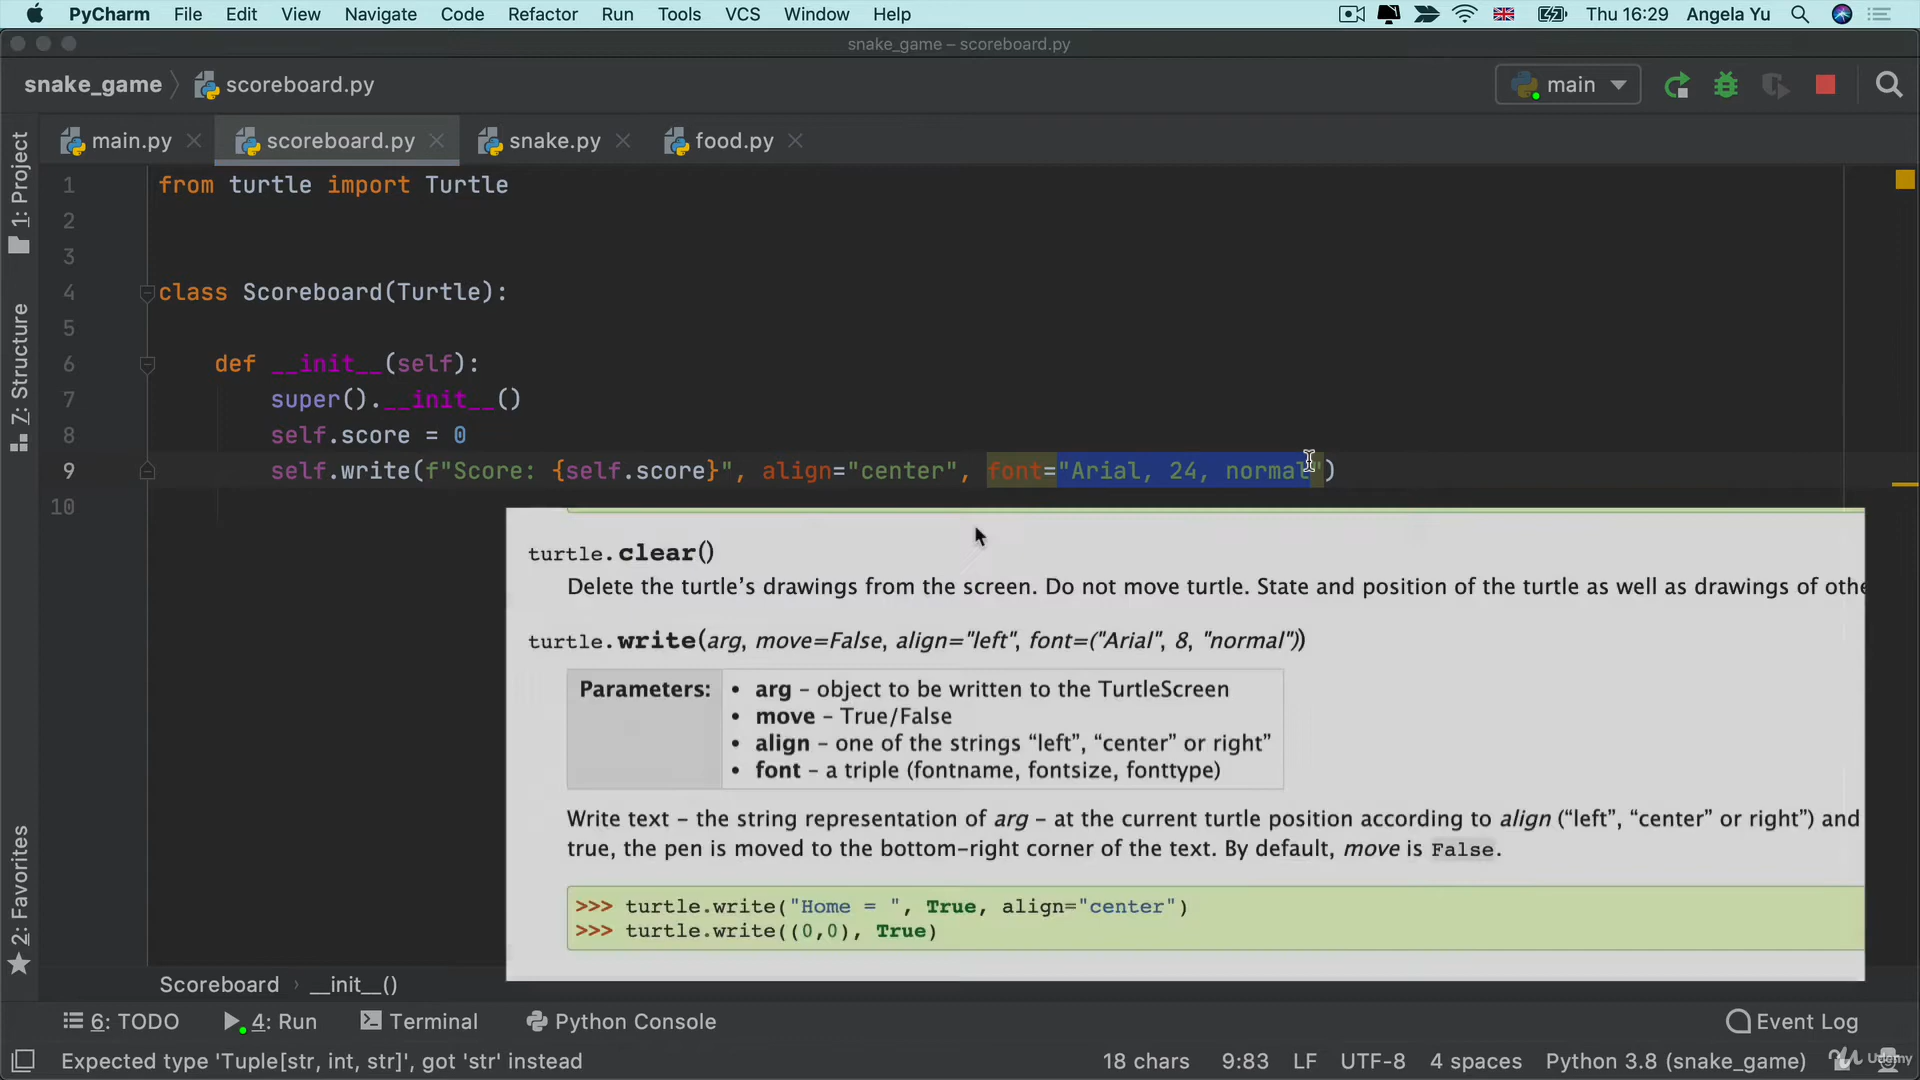 PyCharm File Edit View Navigate Code Refactor Run Tools VCS Window Help Thu 16:29 Angela Yu
snake_game – scoreboard.py
snake_game scoreboard.py main
main.py scoreboard.py snake.py food.py
1: Project
7: Structure
2: Favorites
1 from turtle import Turtle
2
3
4 class Scoreboard(Turtle):
5
6 def __init__(self):
7 super().__init__()
8 self.score = 0
9 self.write(f"Score: {self.score}", align="center", font="Arial, 24, normal")
10
turtle.clear()
Delete the turtle’s drawings from the screen. Do not move turtle. State and position of the turtle as well as drawings of othe
turtle.write(arg, move=False, align="left", font=("Arial", 8, "normal"))
Parameters: • arg – object to be written to the TurtleScreen
• move – True/False
• align – one of the strings “left”, “center” or right”
• font – a triple (fontname, fontsize, fonttype)
Write text – the string representation of arg – at the current turtle position according to align (“left”, “center” or right”) and
true, the pen is moved to the bottom-right corner of the text. By default, move is False.
>>> turtle.write("Home = ", True, align="center")
>>> turtle.write((0,0), True)
Scoreboard › __init__()
6: TODO 4: Run Terminal Python Console Event Log
Expected type 'Tuple[str, int, str]', got 'str' instead 18 chars 9:83 LF UTF-8 4 spaces Python 3.8 (snake_game) Udemy